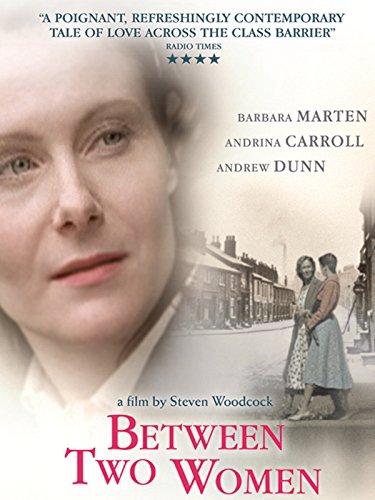 "A POIGNANT, REFRESHINGLY CONTEMPORARY
TALE OF LOVE ACROSS THE CLASS BARRIER"
RADIO TIMES
★★★★
BARBARA MARTEN
ANDRINA CARROLL
ANDREW DUNN
a film by Steven Woodcock
BETWEEN
TWO WOMEN